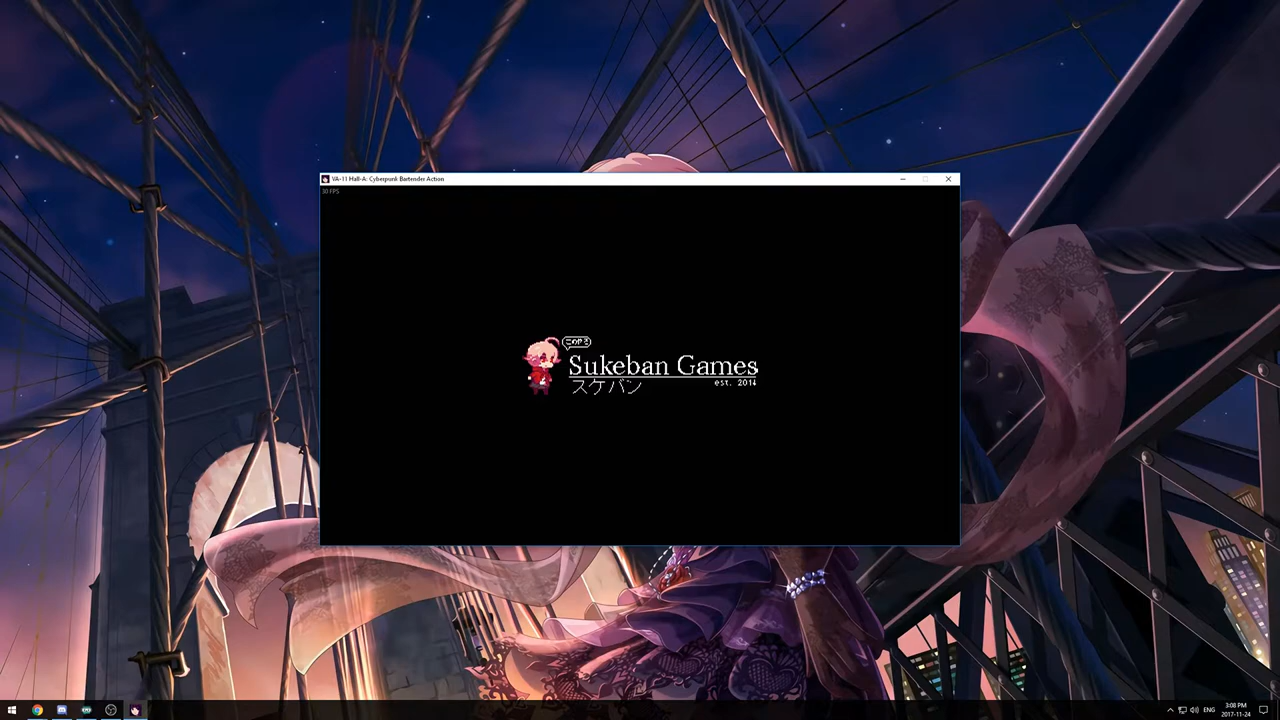 VA-11 Hall-A: Cyberpunk Bartender Action
30 FPS
Sukeban Games
スケバン
est. 2014
ENG
3:08 PM
2017-11-24